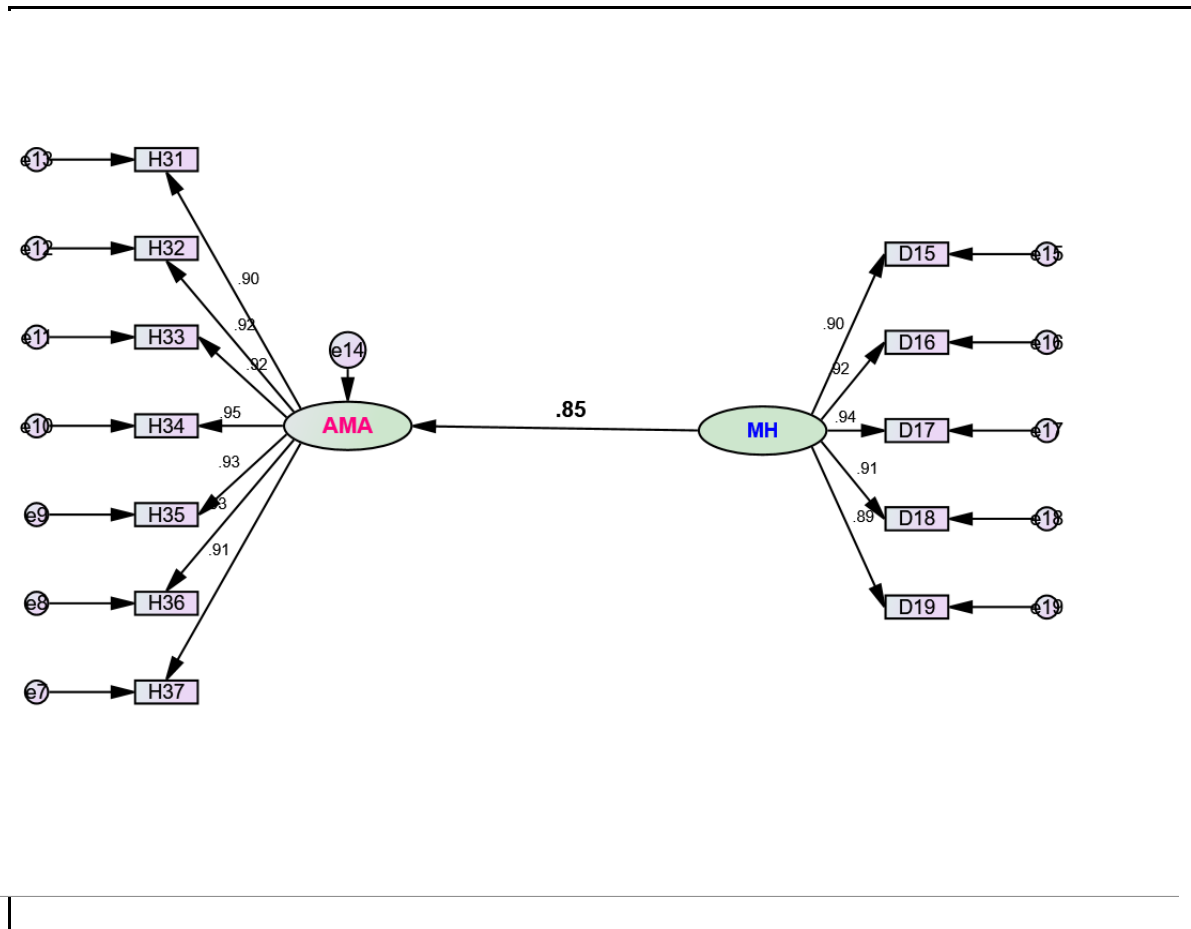 e13 H31
e12 H32
e11 H33
e10 H34
e9 H35
e8 H36
e7 H37
.90
.92
.92
.95
.93
.91
e14
AMA
.85
MH
.90
.92
.94
.91
.89
D15 e15
D16 e16
D17 e17
D18 e18
D19 e19